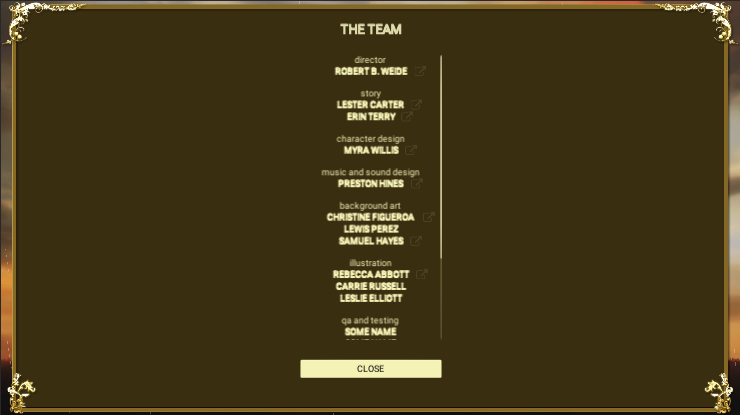 THE TEAM
director
ROBERT B. WEIDE
story
LESTER CARTER
ERIN TERRY
character design
MYRA WILLIS
music and sound design
PRESTON HINES
background art
CHRISTINE FIGUEROA
LEWIS PEREZ
SAMUEL HAYES
illustration
REBECCA ABBOTT
CARRIE RUSSELL
LESLIE ELLIOTT
qa and testing
SOME NAME
CLOSE